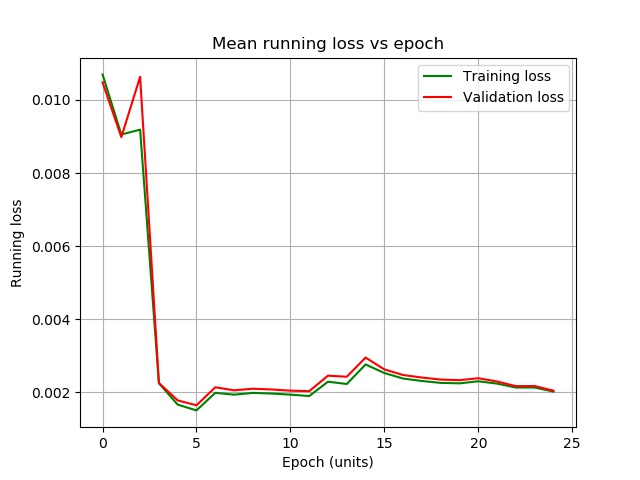 Mean running loss vs epoch
Training loss
Validation loss
0.010
0.008
0.006
0.004
0.002
Running loss
0 5 10 15 20 25
Epoch (units)